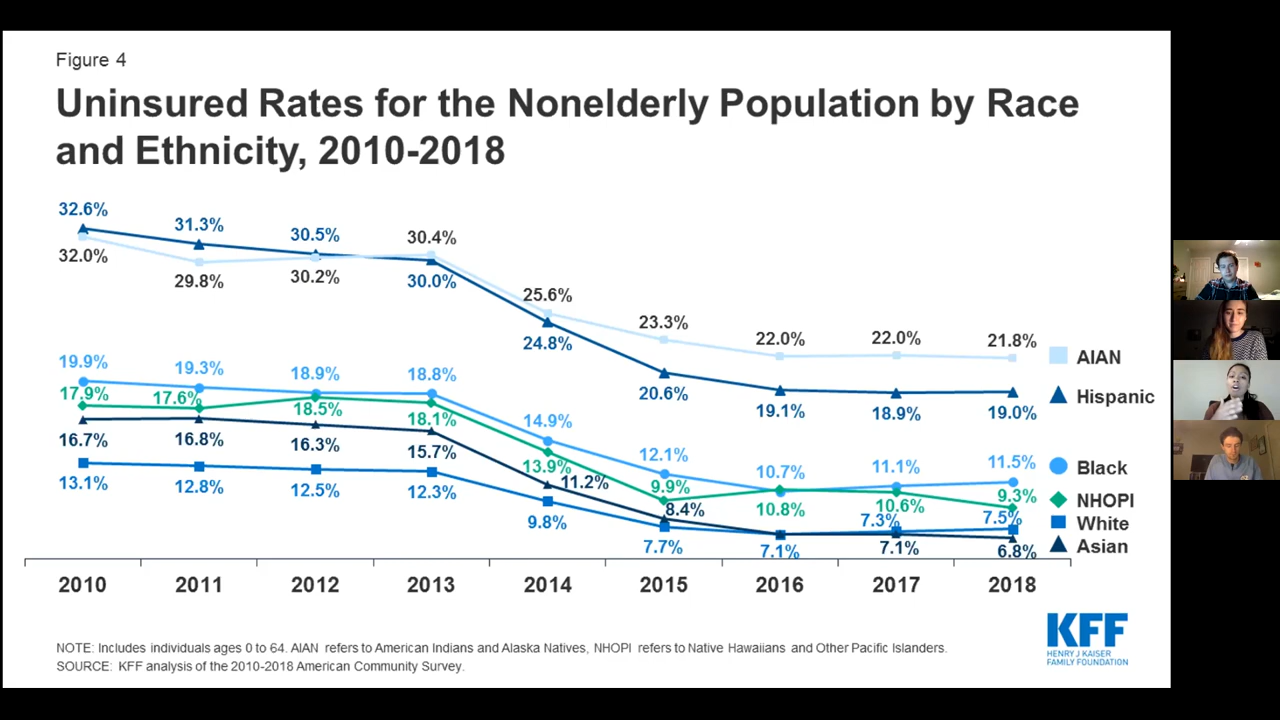 Figure 4
Uninsured Rates for the Nonelderly Population by Race
and Ethnicity, 2010-2018
32.6% 31.3% 30.5% 30.4%
32.0% 29.8% 30.2% 30.0%
25.6% 23.3% 22.0% 22.0% 21.8% AIAN
24.8% 20.6% 19.1% 18.9% 19.0% Hispanic
19.9% 19.3% 18.9% 18.8% 14.9% 12.1% 10.7% 11.1% 11.5% Black
17.9% 17.6% 18.5% 18.1% 13.9% 9.9% 10.8% 10.6% 9.3% NHOPI
13.1% 12.8% 12.5% 12.3% 9.8% 7.7% 7.1% 7.3% 7.5% White
16.7% 16.8% 16.3% 15.7% 11.2% 8.4% 7.1% 6.8% Asian
2010 2011 2012 2013 2014 2015 2016 2017 2018
NOTE: Includes individuals ages 0 to 64. AIAN refers to American Indians and Alaska Natives, NHOPI refers to Native Hawaiians and Other Pacific Islanders.
SOURCE: KFF analysis of the 2010-2018 American Community Survey.
KFF
HENRY J KAISER
FAMILY FOUNDATION